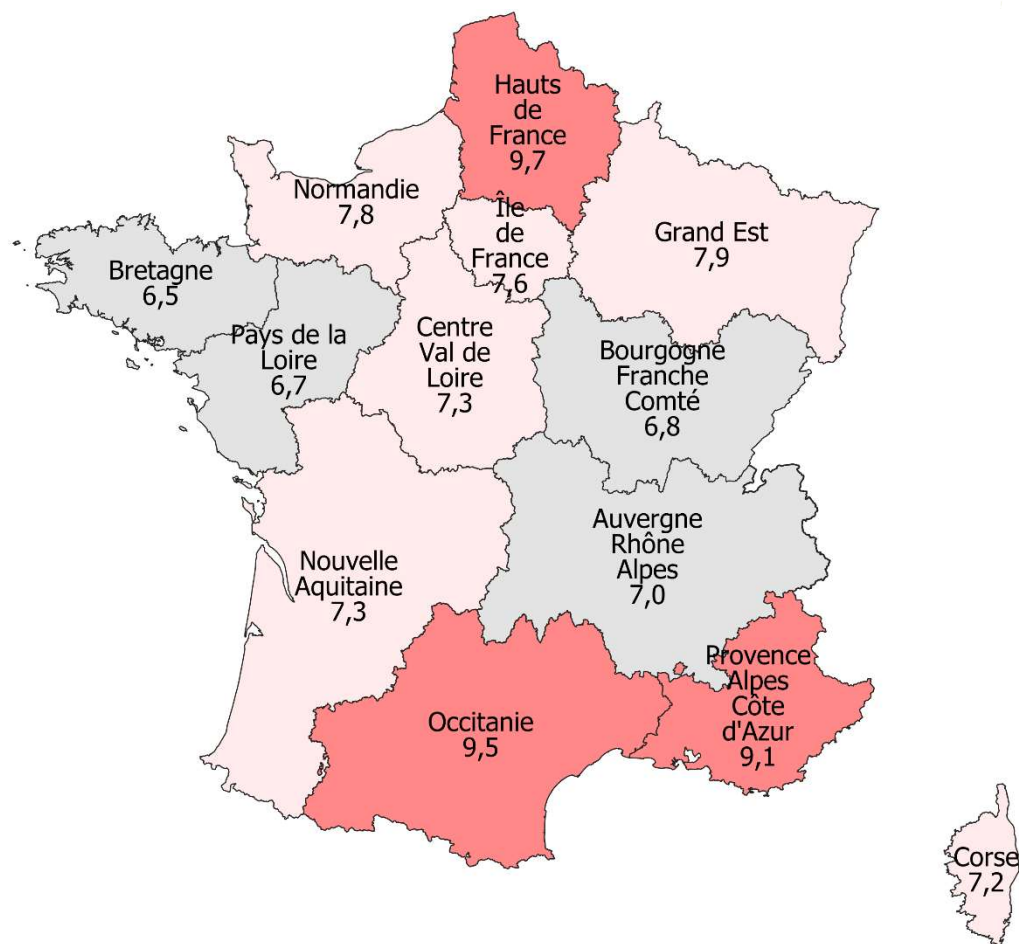 Hauts
de
France
9,7
Normandie
7,8
Île
de
France
7,6
Grand Est
7,9
Bretagne
6,5
Pays de la
Loire
6,7
Centre
Val de
Loire
7,3
Bourgogne
Franche
Comté
6,8
Auvergne
Rhône
Alpes
7,0
Nouvelle
Aquitaine
7,3
Provence
Alpes
Côte
d'Azur
9,1
Occitanie
9,5
Corse
7,2